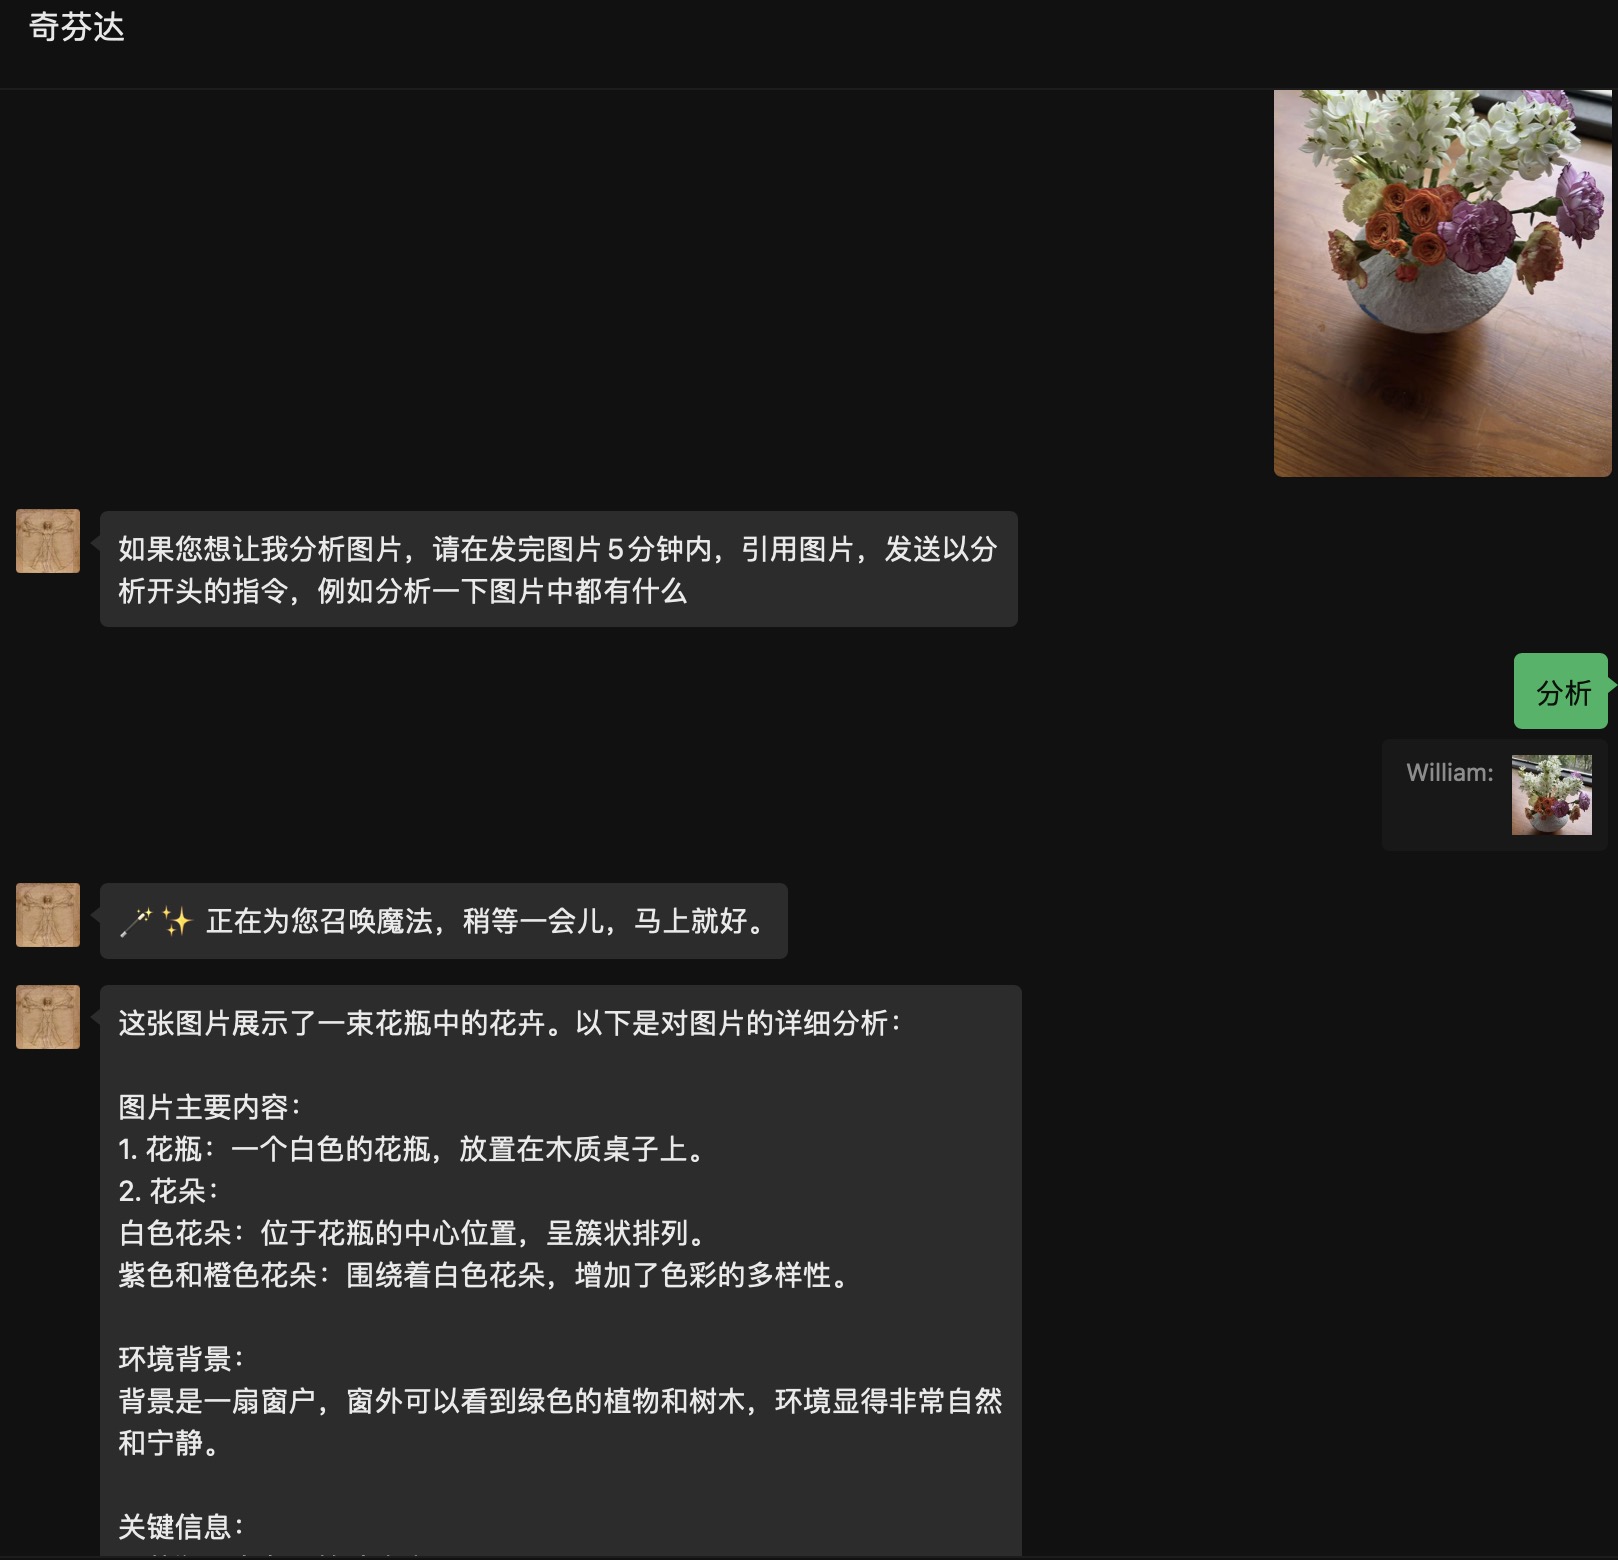 奇芬达
如果您想让我分析图片，请在发完图片5分钟内，引用图片，发送以分
析开头的指令，例如分析一下图片中都有什么
分析
William:
正在为您召唤魔法，稍等一会儿，马上就好。
这张图片展示了一束花瓶中的花卉。以下是对图片的详细分析：
图片主要内容：
1. 花瓶：一个白色的花瓶，放置在木质桌子上。
2. 花朵：
白色花朵：位于花瓶的中心位置，呈簇状排列。
紫色和橙色花朵：围绕着白色花朵，增加了色彩的多样性。
环境背景：
背景是一扇窗户，窗外可以看到绿色的植物和树木，环境显得非常自然
和宁静。
关键信息：